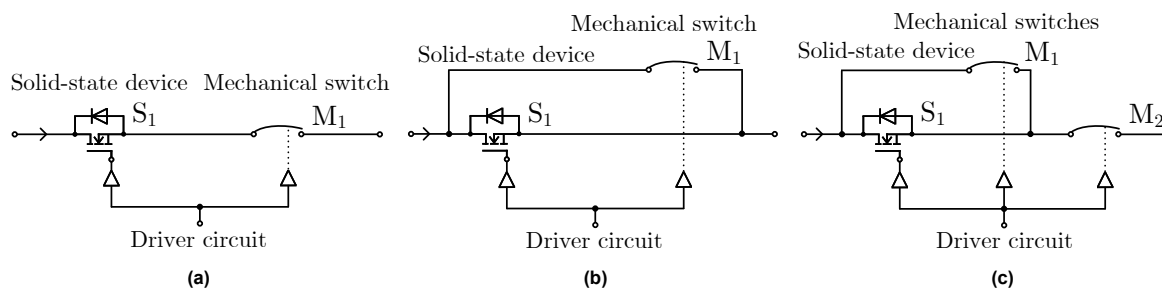 Solid-state device
Mechanical switch
S1
M1
Driver circuit
(a)
Mechanical switch
Solid-state device
M1
S1
Driver circuit
(b)
Mechanical switches
Solid-state device
M1
S1
M2
Driver circuit
(c)